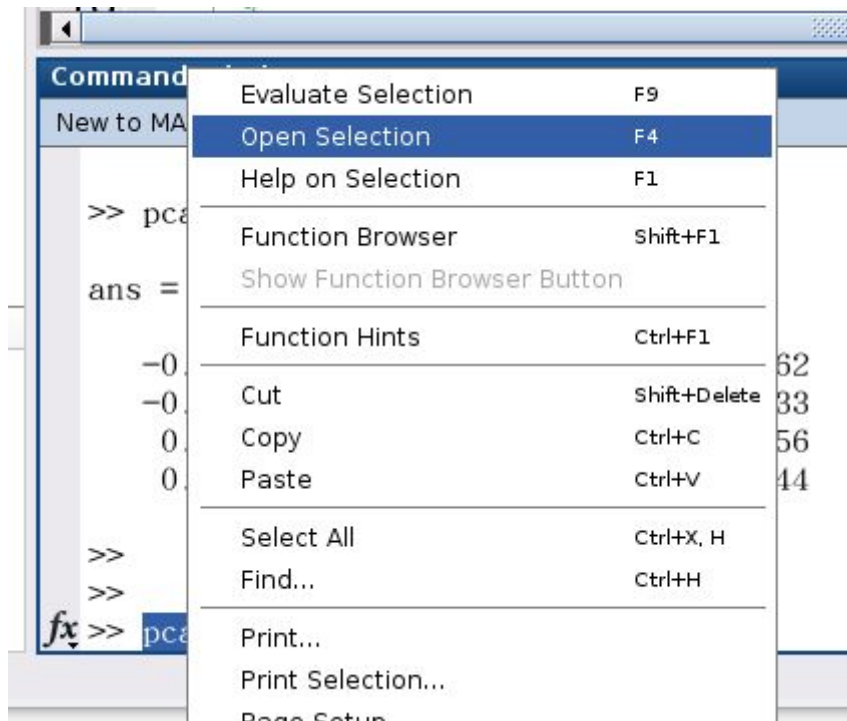 Command
New to MA
>> pca
ans =
-0.
-0.
0.
0.
62
33
56
44
>>
>>
fx >> pca
Evaluate Selection F9
Open Selection F4
Help on Selection F1
Function Browser Shift+F1
Show Function Browser Button
Function Hints Ctrl+F1
Cut Shift+Delete
Copy Ctrl+C
Paste Ctrl+V
Select All Ctrl+X, H
Find... Ctrl+H
Print...
Print Selection...
Page Setup